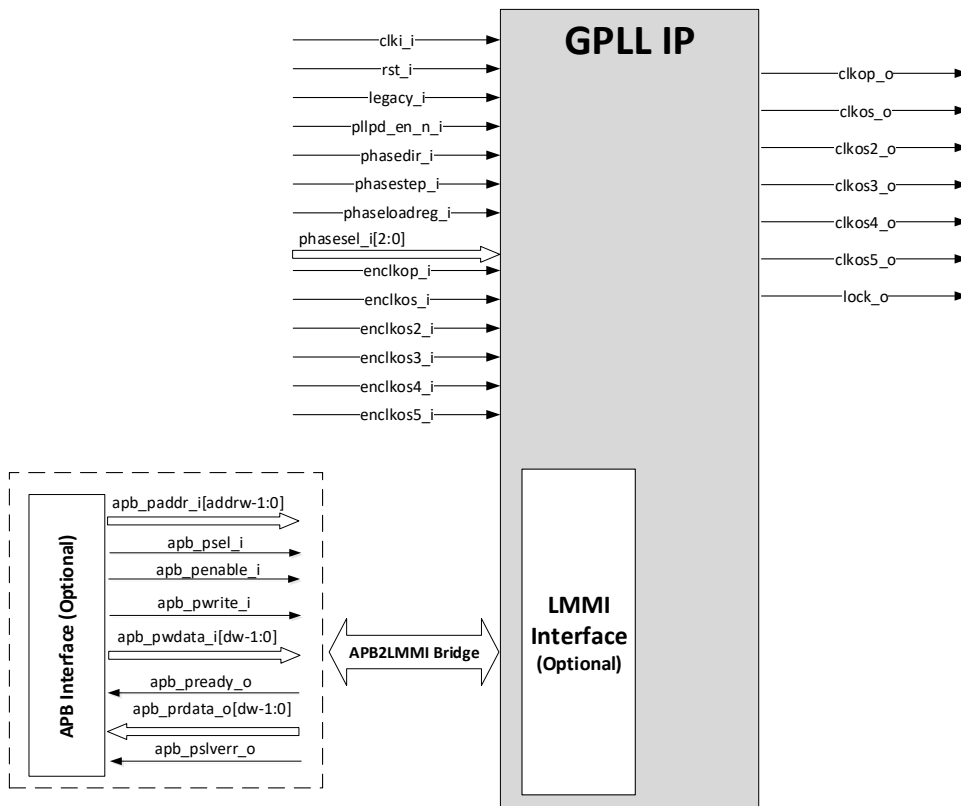 GPLL IP
clki_i
rst_i
legacy_i
pllpd_en_n_i
phasedir_i
phasestep_i
phaseloadreg_i
phasesel_i[2:0]
enclkop_i
enclkos_i
enclkos2_i
enclkos3_i
enclkos4_i
enclkos5_i
clkop_o
clkos_o
clkos2_o
clkos3_o
clkos4_o
clkos5_o
lock_o
APB Interface (Optional)
apb_paddr_i[addrw-1:0]
apb_psel_i
apb_penable_i
apb_pwrite_i
apb_pwdata_i[dw-1:0]
apb_pready_o
apb_prdata_o[dw-1:0]
apb_pslverr_o
APB2LMMI Bridge
LMMI
Interface
(Optional)